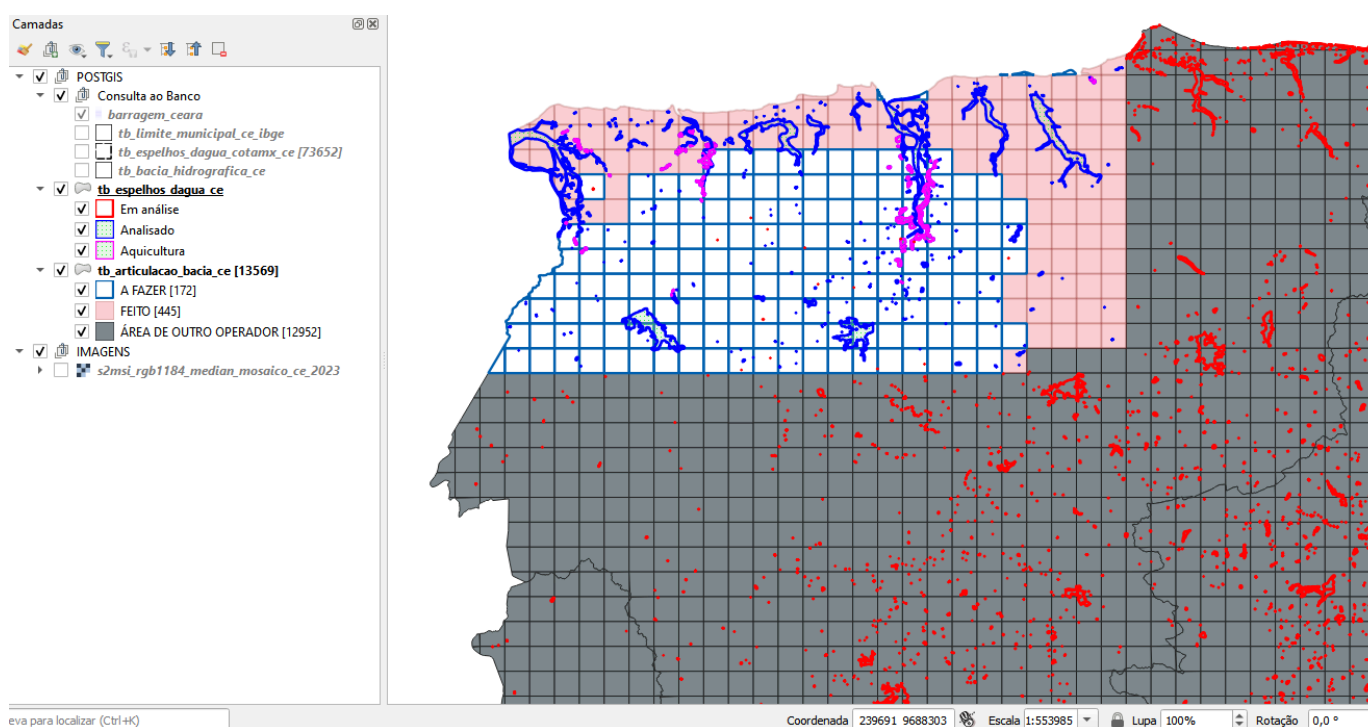 Camadas
POSTGIS
Consulta ao Banco
barragem_ceara
tb_limite_municipal_ce_ibge
tb_espelhos_dagua_cotamx_ce [73652]
tb_bacia_hidrografica_ce
tb_espelhos_dagua_ce
Em análise
Analisado
Aquicultura
tb_articulacao_bacia_ce [13569]
A FAZER [172]
FEITO [445]
ÁREA DE OUTRO OPERADOR [12952]
IMAGENS
s2msi_rgb1184_median_mosaico_ce_2023
eva para localizar (Ctrl+K) Coordenada 239691 9688303 Escala 1:553985 Lupa 100% Rotação 0,0 °